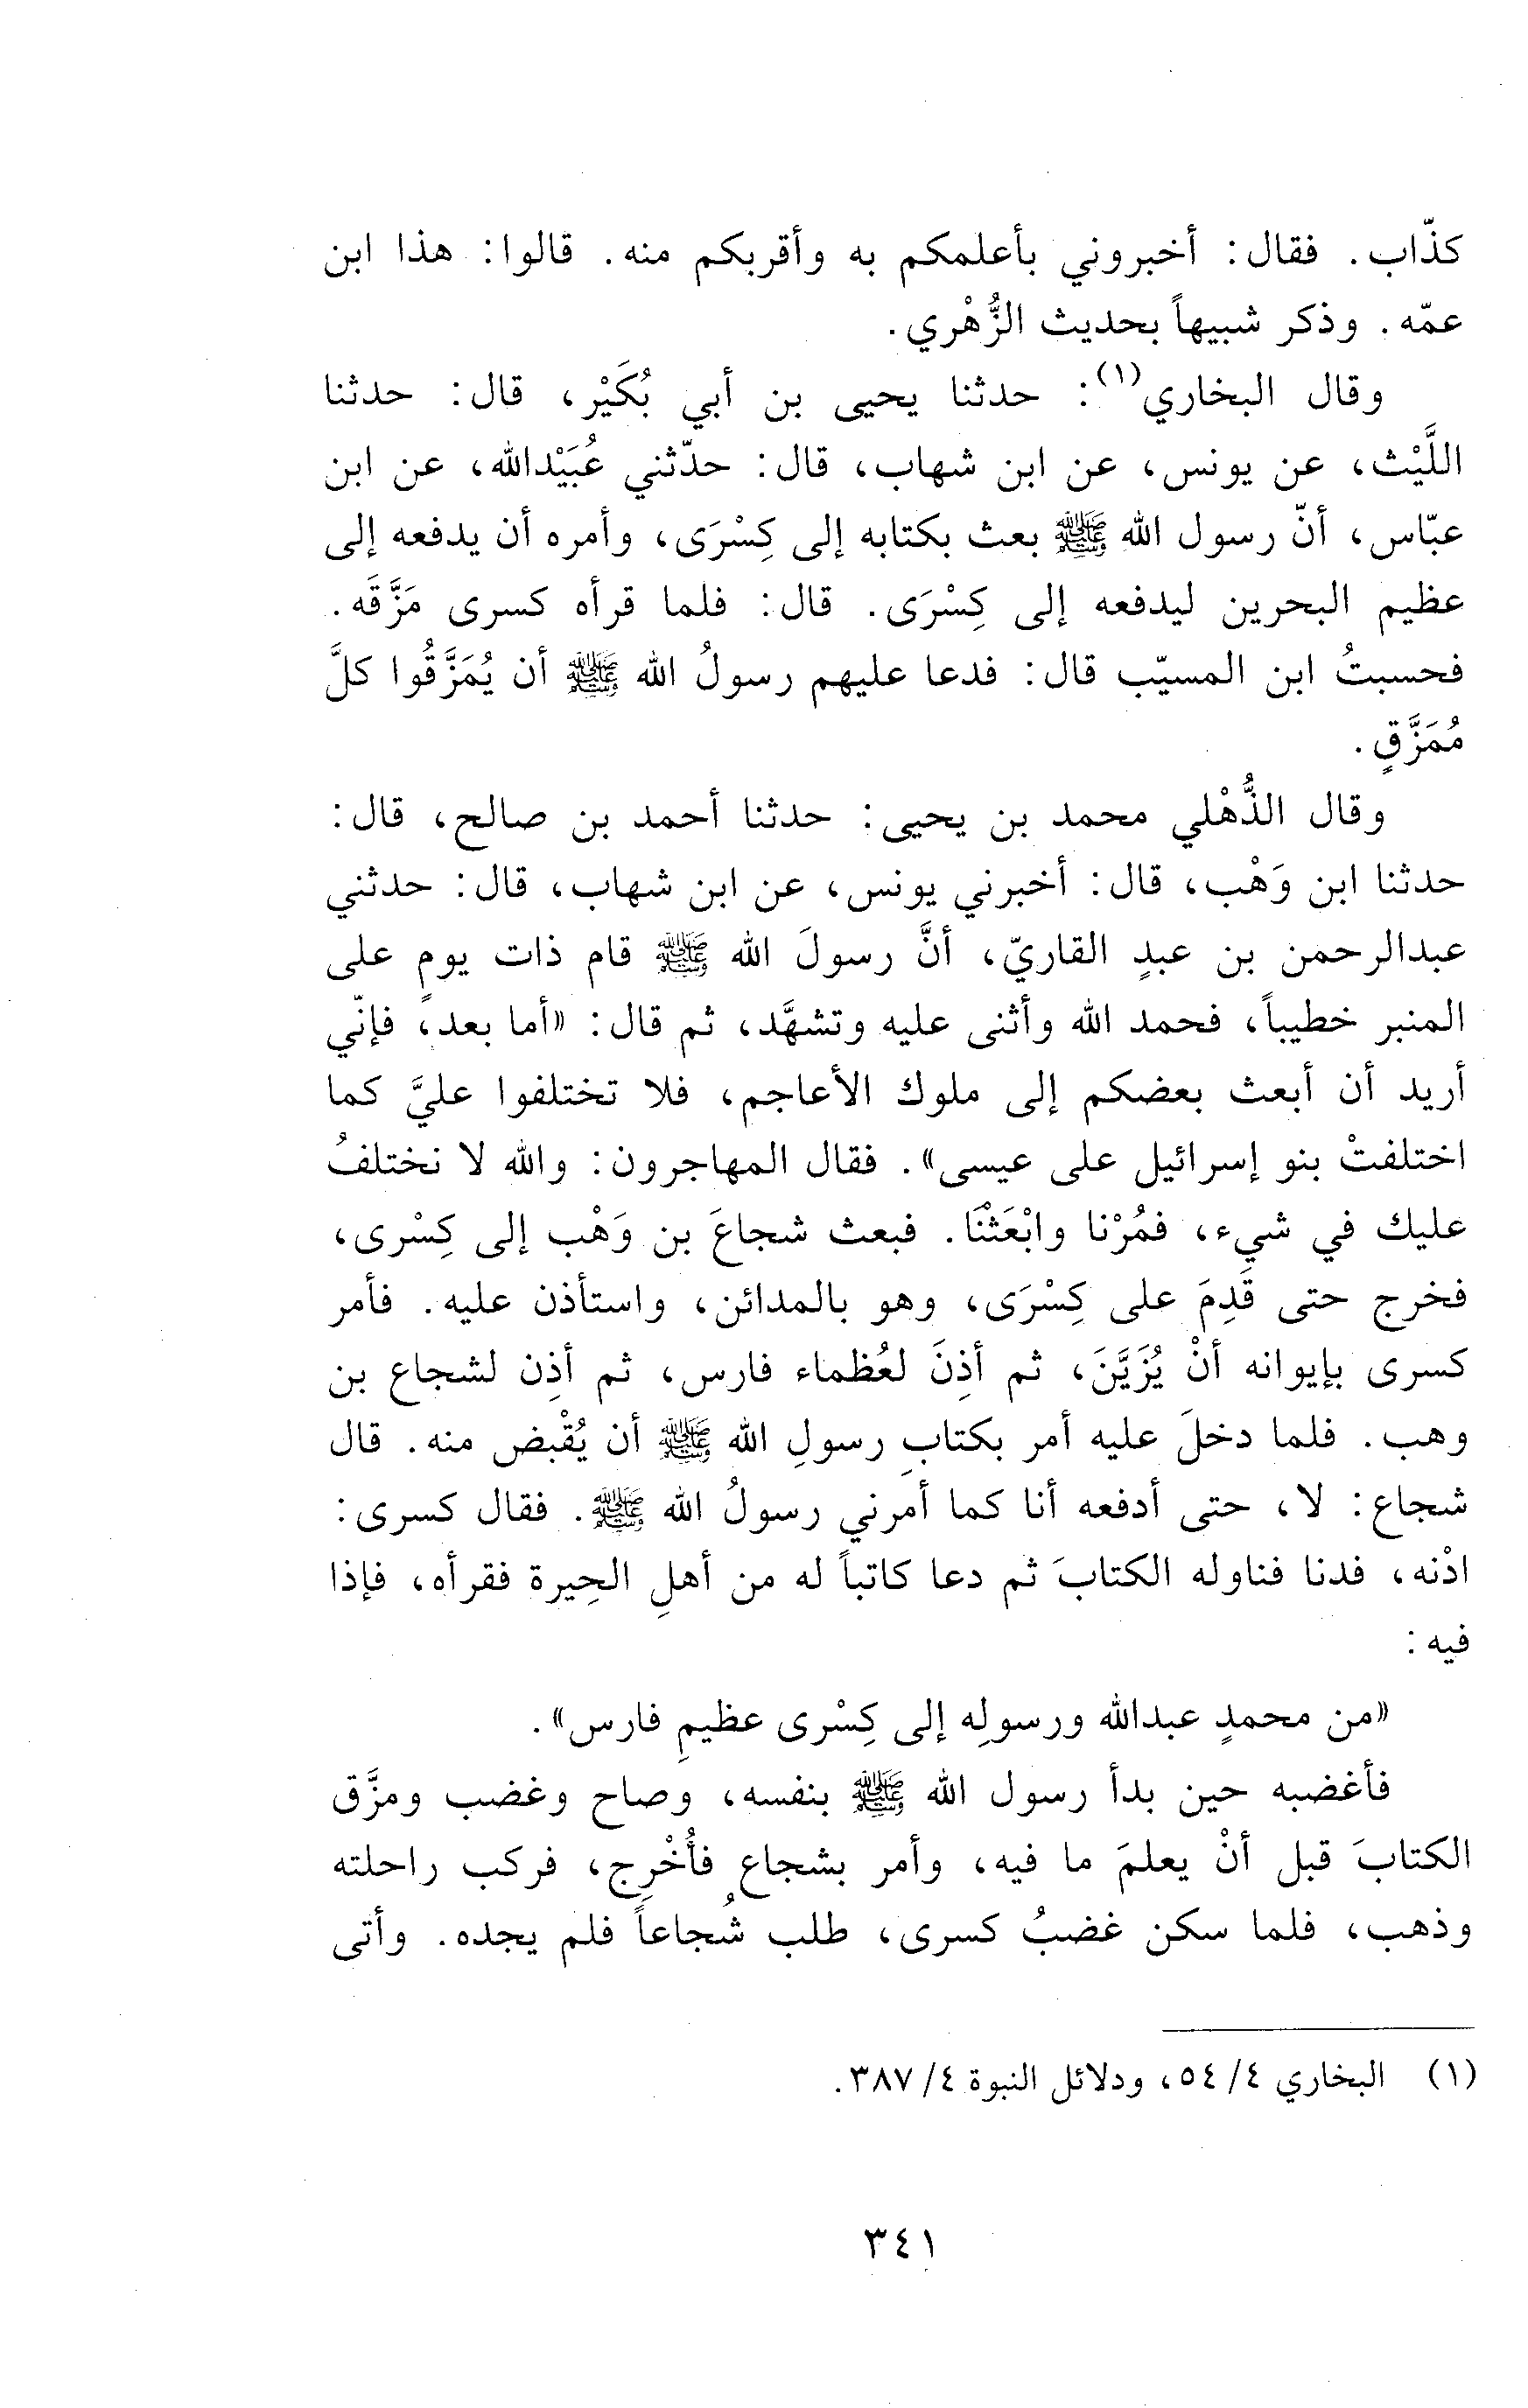 كذّاب. فقال: أخبروني بأعلمكم به وأقربكم منه. قالوا: هذا ابن
عمّه. وذكر شبيهاً بحديث الزُّهْري.
وقال البخاري(١): حدثنا يحيى بن أبي بُكَيْر، قال: حدثنا
اللَّيْث، عن يونس، عن ابن شهاب، قال: حدّثني عُبَيْدالله، عن ابن
عبّاس، أنّ رسول الله ﷺ بعث بكتابه إلى كِسْرَى، وأمره أن يدفعه إلى
عظيم البحرين ليدفعه إلى كِسْرَى. قال: فلما قرأه كسرى مَزَّقَه.
فحسبتُ ابن المسيّب قال: فدعا عليهم رسولُ الله ﷺ أن يُمَزَّقُوا كلَّ
مُمَزَّقٍ.
وقال الذُّهْلي محمد بن يحيى: حدثنا أحمد بن صالح، قال:
حدثنا ابن وَهْب، قال: أخبرني يونس، عن ابن شهاب، قال: حدثني
عبدالرحمن بن عبدٍ القاريّ، أنَّ رسولَ الله ﷺ قام ذات يومٍ على
المنبر خطيباً، فحمد الله وأثنى عليه وتشهَّد، ثم قال: «أما بعد، فإنّي
أريد أن أبعث بعضكم إلى ملوك الأعاجم، فلا تختلفوا عليَّ كما
اختلفتْ بنو إسرائيل على عيسى». فقال المهاجرون: والله لا نختلفُ
عليك في شيء، فمُرْنا وابْعَثْنَا. فبعث شجاعَ بن وَهْب إلى كِسْرى،
فخرج حتى قَدِمَ على كِسْرَى، وهو بالمدائن، واستأذن عليه. فأمر
كسرى بإيوانه أنْ يُزَيَّنَ، ثم أذِنَ لعُظماء فارس، ثم أذِن لشجاع بن
وهب. فلما دخلَ عليه أمر بكتابِ رسولِ الله ﷺ أن يُقْبض منه. قال
شجاع: لا، حتى أدفعه أنا كما أمَرني رسولُ الله ﷺ. فقال كسرى:
ادْنه، فدنا فناوله الكتابَ ثم دعا كاتباً له من أهلِ الحِيرة فقرأه، فإذا
فيه:
«من محمدٍ عبدالله ورسولِه إلى كِسْرى عظيمِ فارس».
فأغضبه حين بدأ رسول الله ﷺ بنفسه، وصاح وغضب ومزَّق
الكتابَ قبل أنْ يعلمَ ما فيه، وأمر بشجاع فأُخْرِج، فركب راحلته
وذهب، فلما سكن غضبُ كسرى، طلب شُجاعاً فلم يجده. وأتى
(١) البخاري ٤/ ٥٤، ودلائل النبوة ٤/ ٣٨٧.
٣٤١